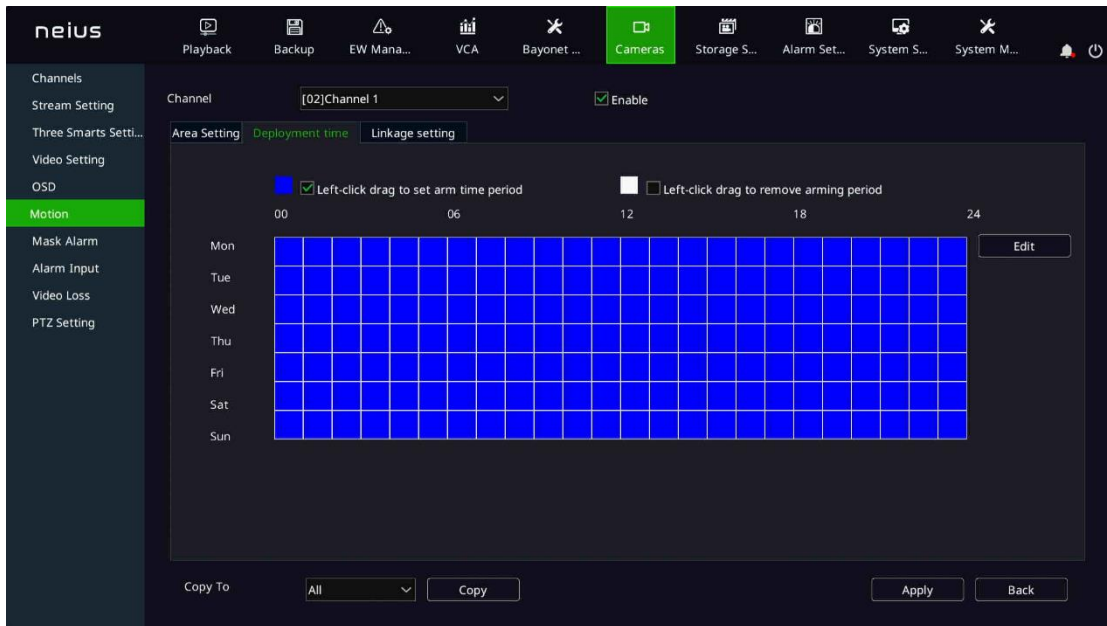 neius
Playback Backup EW Mana... VCA Bayonet ... Cameras Storage S... Alarm Set... System S... System M...
Channels
Stream Setting
Three Smarts Setti...
Video Setting
OSD
Motion
Mask Alarm
Alarm Input
Video Loss
PTZ Setting
Channel [02]Channel 1 Enable
Area Setting Deployment time Linkage setting
Left-click drag to set arm time period Left-click drag to remove arming period
00 06 12 18 24
Mon Edit
Tue
Wed
Thu
Fri
Sat
Sun
Copy To All Copy Apply Back